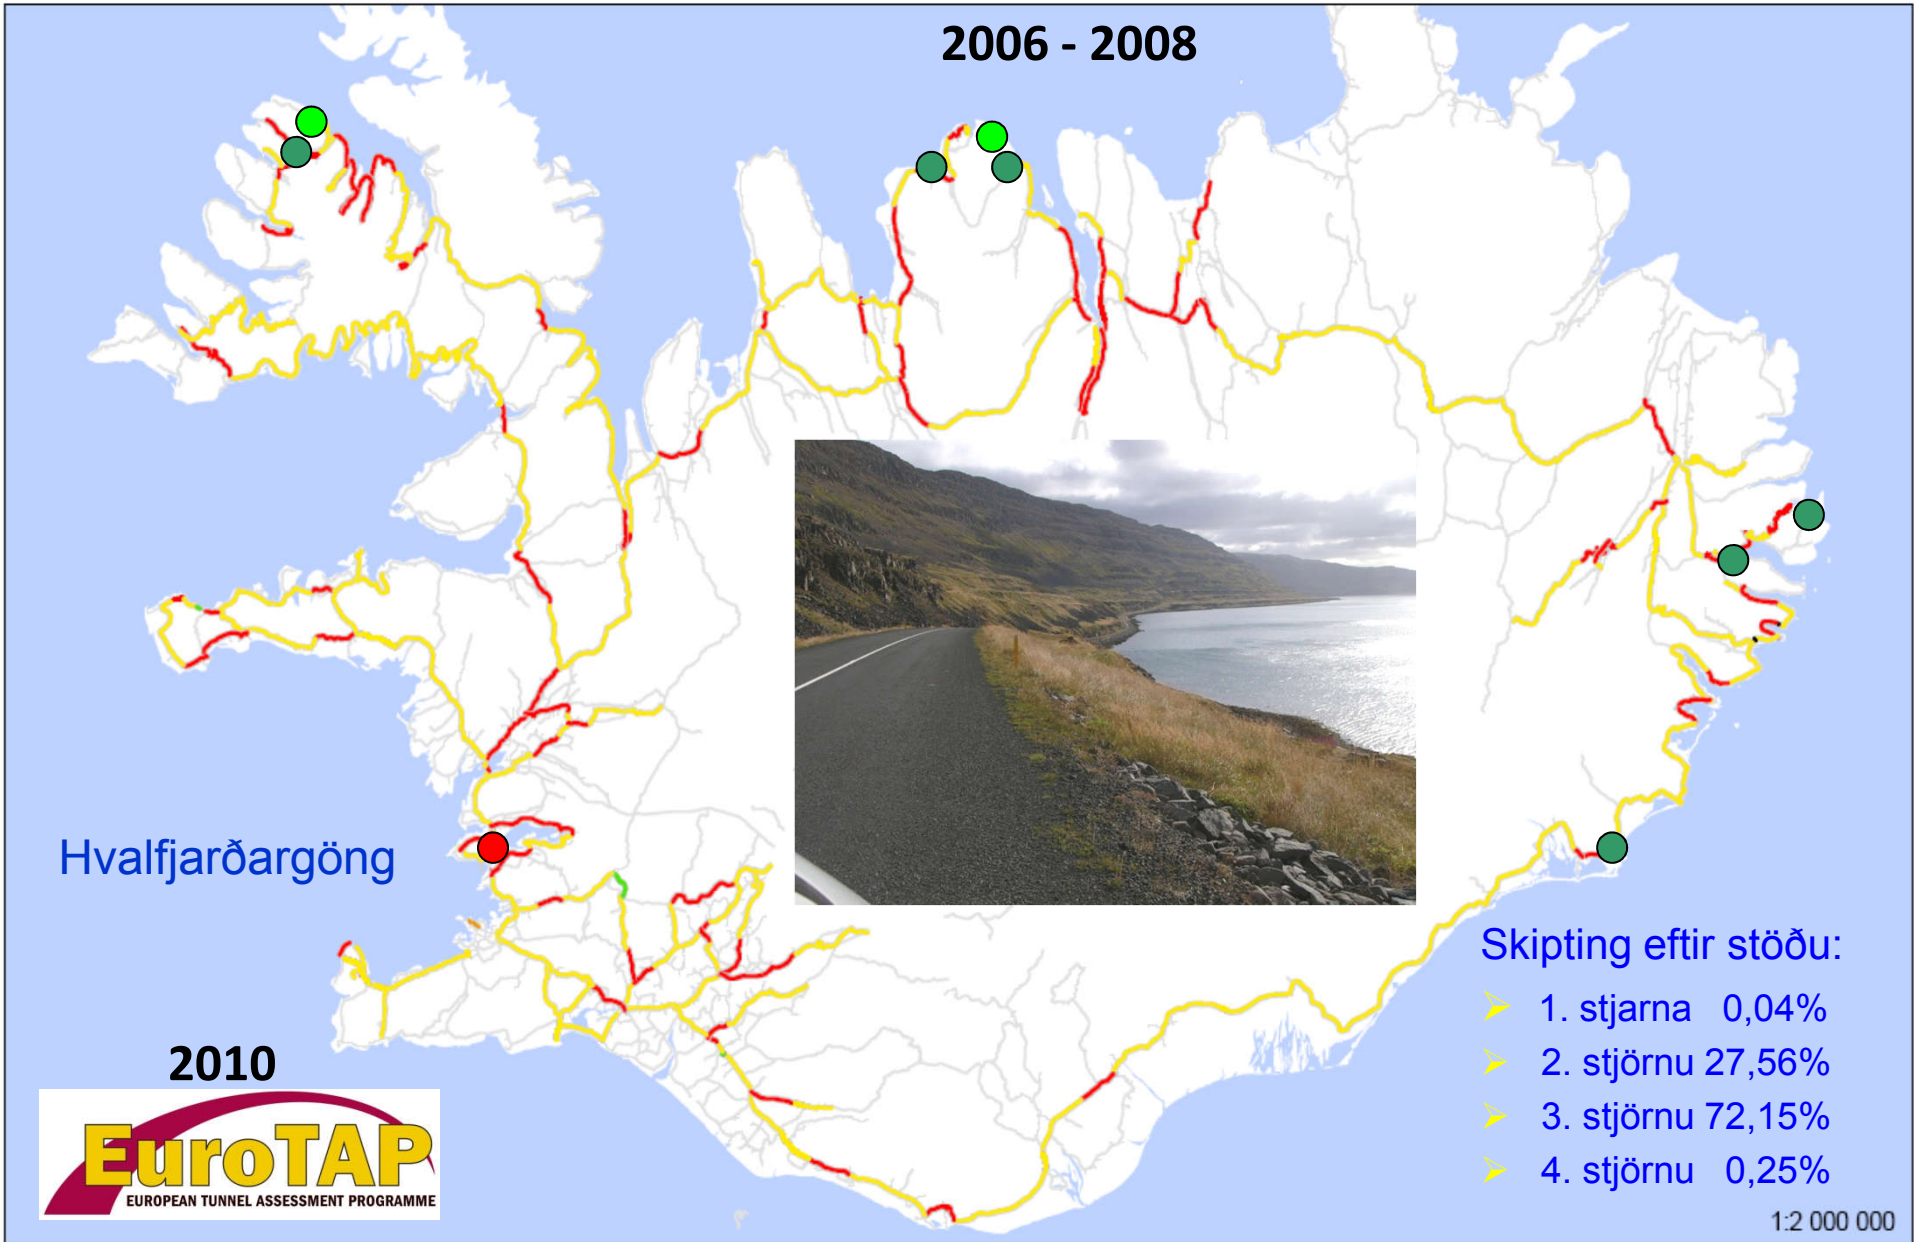 2006 - 2008
Hvalfjarðargöng
Skipting eftir stöðu:
1. stjarna 0,04%
2. stjörnu 27,56%
3. stjörnu 72,15%
4. stjörnu 0,25%
2010
EuroTAP
EUROPEAN TUNNEL ASSESSMENT PROGRAMME
1:2 000 000